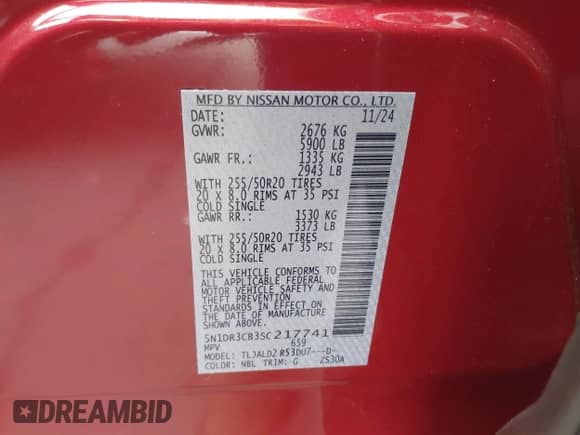 MFD BY NISSAN MOTOR CO., LTD.
DATE: 11/24
GVWR: 2676 KG
5900 LB
GAWR FR.: 1335 KG
2943 LB
WITH 255/50R20 TIRES
20 X 8.0 RIMS AT 35 PSI
COLD SINGLE
GAWR RR.: 1530 KG
3373 LB
WITH 255/50R20 TIRES
20 X 8.0 RIMS AT 35 PSI
COLD SINGLE
THIS VEHICLE CONFORMS TO
ALL APPLICABLE FEDERAL
MOTOR VEHICLE SAFETY AND
THEFT PREVENTION
STANDARDS IN EFFECT ON
THE DATE OF MANUFACTURE
SHOWN ABOVE.
5N1DR3CB3SC217741
MPV 659
MODEL: TLJALDZ R53DU7---D-
COLOR: NBL TRIM: G ZS30A
DREAMBID